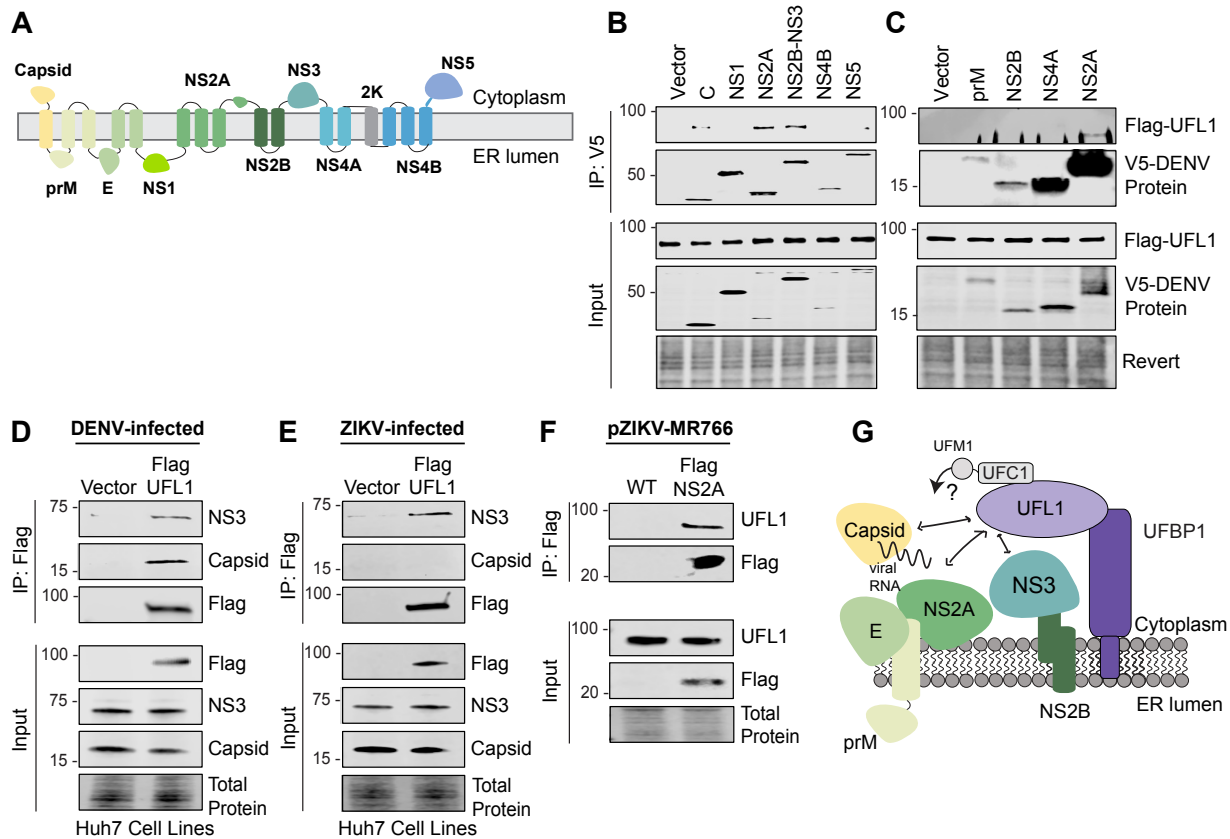 A
Capsid
NS2A
NS3
2K
NS5
Cytoplasm
ER lumen
prM
E
NS1
NS2B
NS4A
NS4B
B
Vector
C
NS1
NS2A
NS2B-NS3
NS4B
NS5
IP: V5
100 -
50 -
Input
100 -
50 -
C
Vector
prM
NS2B
NS4A
NS2A
100 -
Flag-UFL1
V5-DENV
Protein
15 -
100 -
Flag-UFL1
V5-DENV
Protein
15 -
Revert
D
DENV-infected
Flag
Vector UFL1
IP: Flag
75 -
NS3
Capsid
15 -
100 -
Flag
Input
100 -
Flag
75 -
NS3
Capsid
15 -
Total
Protein
Huh7 Cell Lines
E
ZIKV-infected
Flag
Vector UFL1
IP: Flag
75 -
NS3
Capsid
15 -
100 -
Flag
Input
100 -
Flag
75 -
NS3
Capsid
15 -
Total
Protein
Huh7 Cell Lines
F
pZIKV-MR766
Flag
WT NS2A
IP: Flag
100 -
UFL1
Flag
20 -
Input
100 -
UFL1
Flag
20 -
Total
Protein
G
UFM1
UFC1
?
UFL1
Capsid
UFBP1
viral
RNA
NS3
NS2A
E
Cytoplasm
ER lumen
NS2B
prM